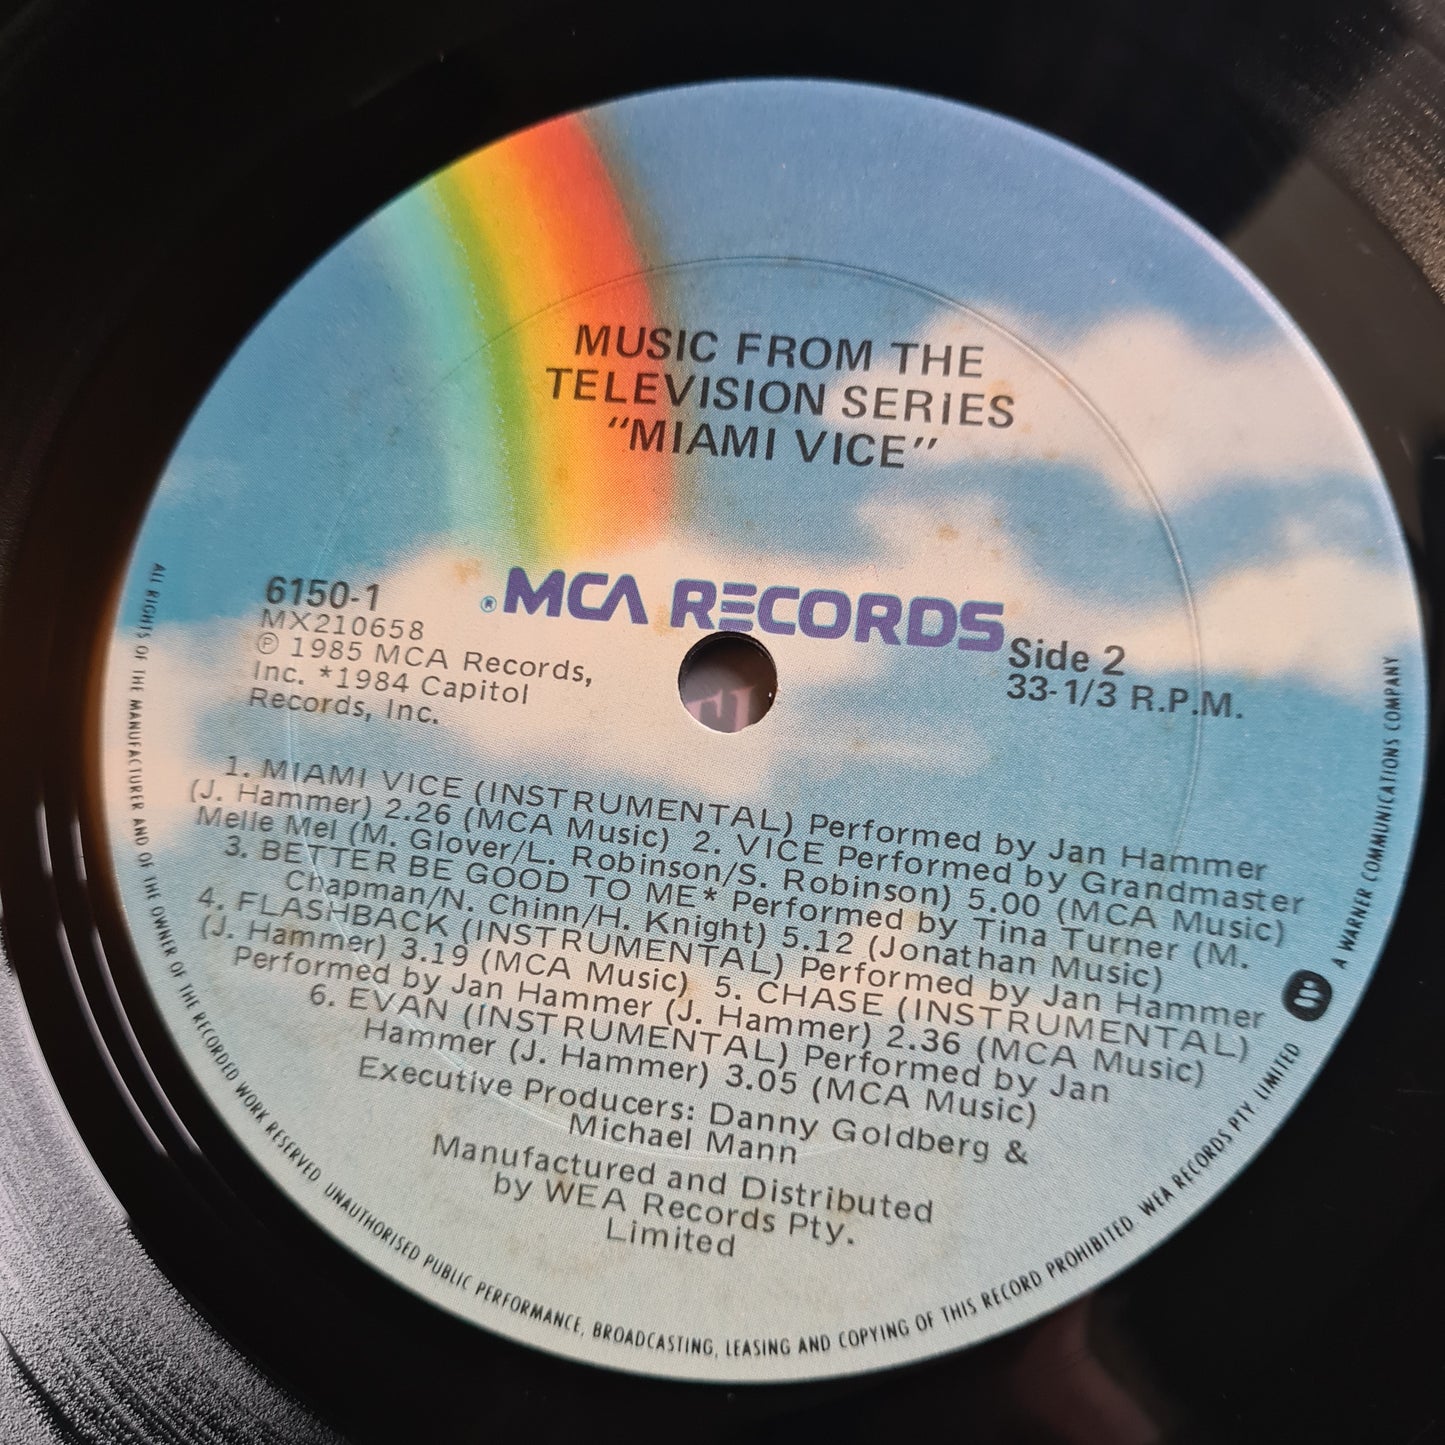 MUSIC FROM THE
TELEVISION SERIES
"MIAMI VICE"
® MCA RECORDS
6150-1
MX210658
℗ 1985 MCA Records,
Inc. *1984 Capitol
Records, Inc.
Side 2
33-1/3 R.P.M.
1. MIAMI VICE (INSTRUMENTAL) Performed by Jan Hammer
(J. Hammer) 2.26 (MCA Music) 2. VICE Performed by Grandmaster
Melle Mel (M. Glover/L. Robinson/S. Robinson) 5.00 (MCA Music)
3. BETTER BE GOOD TO ME* Performed by Tina Turner (M.
Chapman/N. Chinn/H. Knight) 5.12 (Jonathan Music)
4. FLASHBACK (INSTRUMENTAL) Performed by Jan Hammer
(J. Hammer) 3.19 (MCA Music) 5. CHASE (INSTRUMENTAL)
Performed by Jan Hammer (J. Hammer) 2.36 (MCA Music)
6. EVAN (INSTRUMENTAL) Performed by Jan
Hammer (J. Hammer) 3.05 (MCA Music)
Executive Producers: Danny Goldberg &
Michael Mann
Manufactured and Distributed
by WEA Records Pty.
Limited
ALL RIGHTS OF THE MANUFACTURER AND OF THE OWNER OF THE RECORDED WORK RESERVED UNAUTHORISED PUBLIC PERFORMANCE, BROADCASTING, LEASING AND COPYING OF THIS RECORD PROHIBITED WEA RECORDS PTY. LIMITED
A WARNER COMMUNICATIONS COMPANY